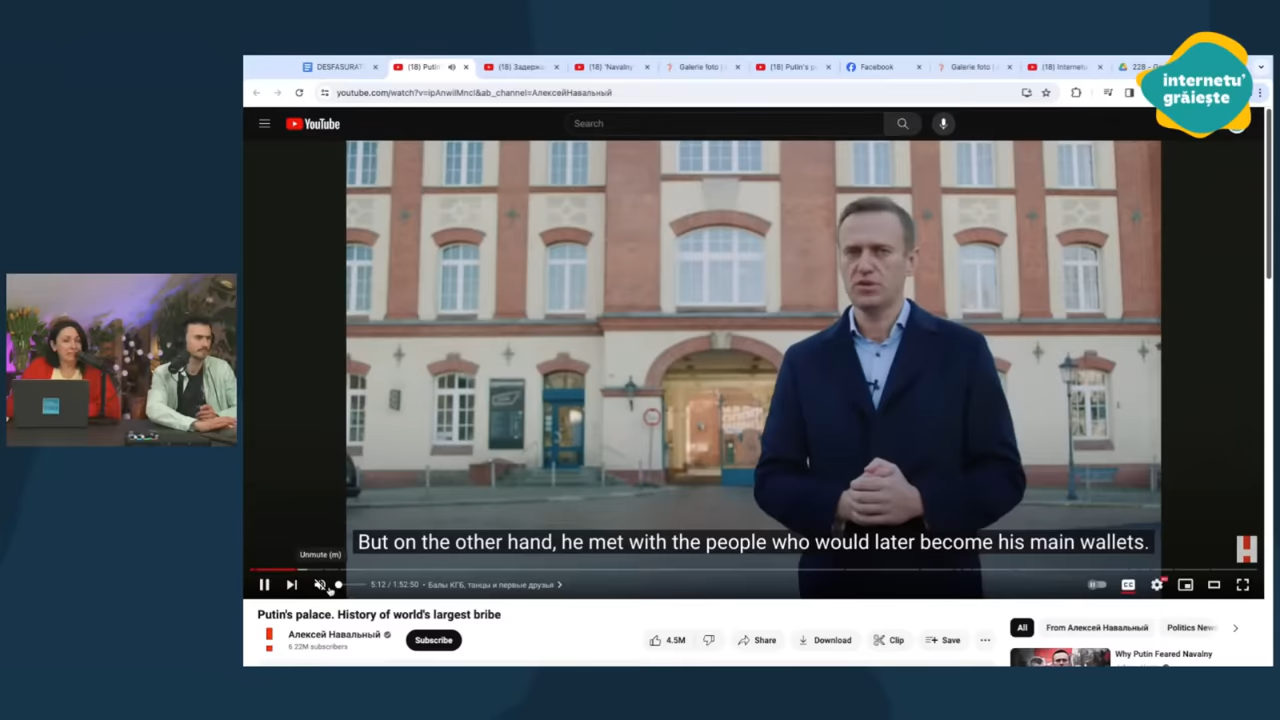 internetu'
grăiește
DESFASURAT
(18) Putin
(18) Задержа
(18) 'Navalny
Galerie foto |
(18) Putin's p
Facebook
Galerie foto |
(18) Internetu
228 - G
youtube.com/watch?v=ipAnwilMncI&ab_channel=АлексейНавальный
YouTube
Search
But on the other hand, he met with the people who would later become his main wallets.
Unmute (m)
5:12 / 1:52:50 • Балы КГБ, танцы и первые друзья
Putin's palace. History of world's largest bribe
Алексей Навальный
6.22M subscribers
Subscribe
4.5M
Share
Download
Clip
Save
All
From Алексей Навальный
Politics News
Why Putin Feared Navalny